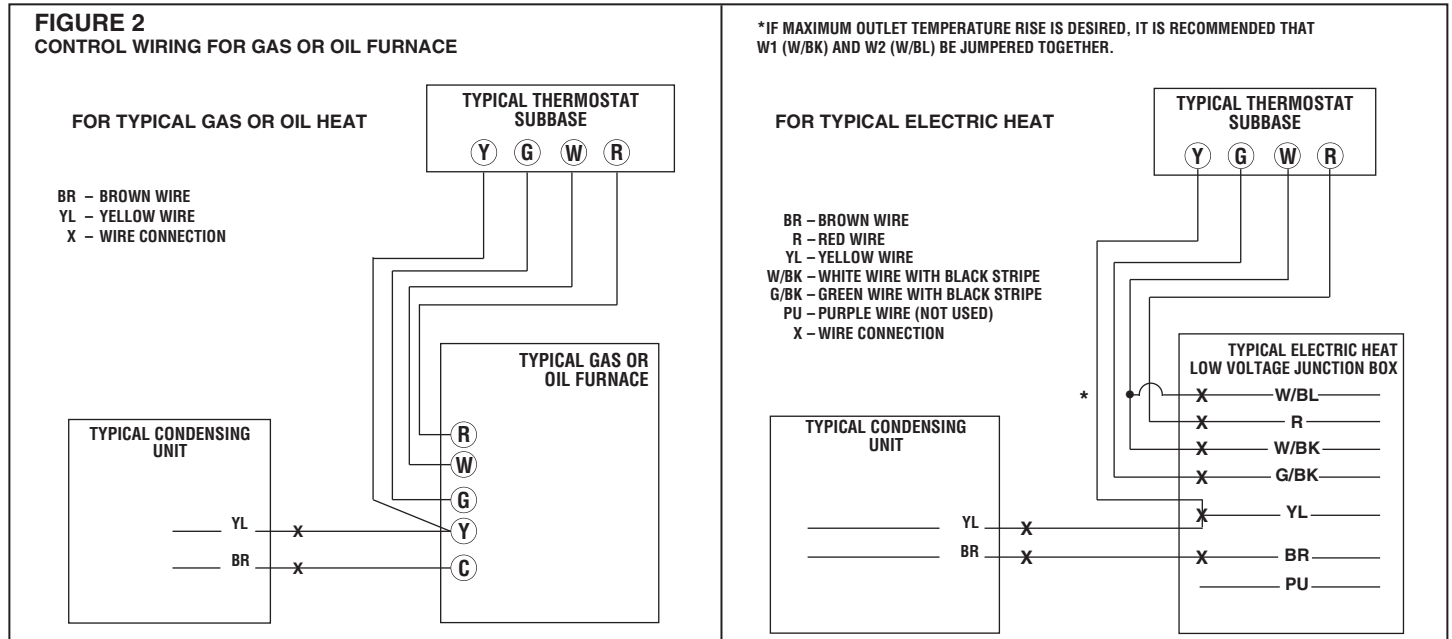 FIGURE 2
CONTROL WIRING FOR GAS OR OIL FURNACE
FOR TYPICAL GAS OR OIL HEAT
TYPICAL THERMOSTAT
SUBBASE
Y G W R
BR – BROWN WIRE
YL – YELLOW WIRE
X – WIRE CONNECTION
TYPICAL GAS OR
OIL FURNACE
R
W
G
Y
C
TYPICAL CONDENSING
UNIT
YL X
BR X
*IF MAXIMUM OUTLET TEMPERATURE RISE IS DESIRED, IT IS RECOMMENDED THAT
W1 (W/BK) AND W2 (W/BL) BE JUMPERED TOGETHER.
FOR TYPICAL ELECTRIC HEAT
TYPICAL THERMOSTAT
SUBBASE
Y G W R
BR – BROWN WIRE
R – RED WIRE
YL – YELLOW WIRE
W/BK – WHITE WIRE WITH BLACK STRIPE
G/BK – GREEN WIRE WITH BLACK STRIPE
PU – PURPLE WIRE (NOT USED)
X – WIRE CONNECTION
TYPICAL ELECTRIC HEAT
LOW VOLTAGE JUNCTION BOX
* X W/BL
X R
X W/BK
X G/BK
X YL
X BR
PU
TYPICAL CONDENSING
UNIT
YL X
BR X